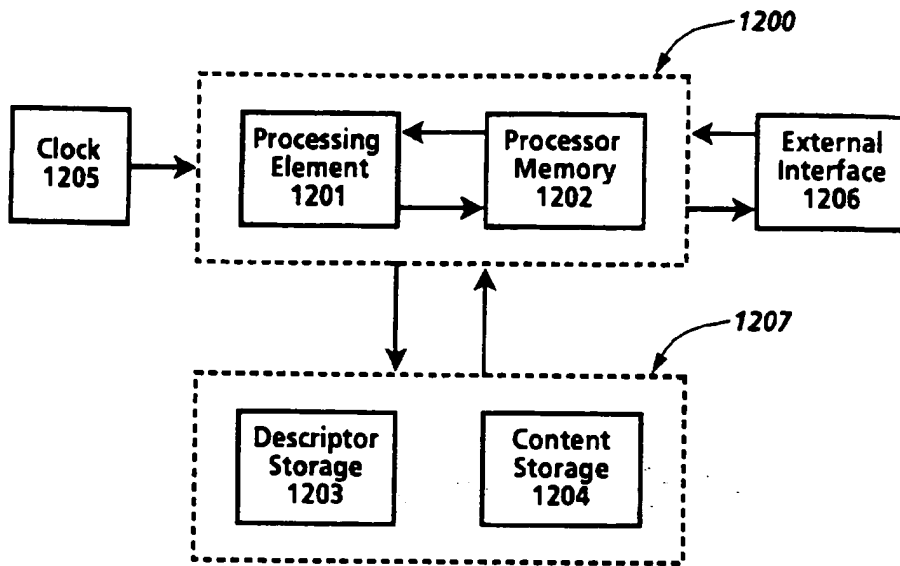 1200
Clock
1205
Processing
Element
1201
Processor
Memory
1202
External
Interface
1206
1207
Descriptor
Storage
1203
Content
Storage
1204